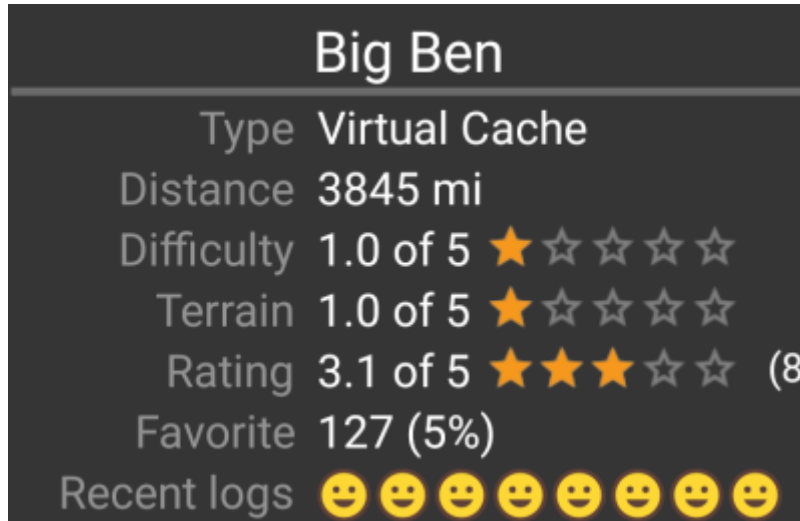 Big Ben
Type Virtual Cache
Distance 3845 mi
Difficulty 1.0 of 5
Terrain 1.0 of 5
Rating 3.1 of 5 (8
Favorite 127 (5%)
Recent logs